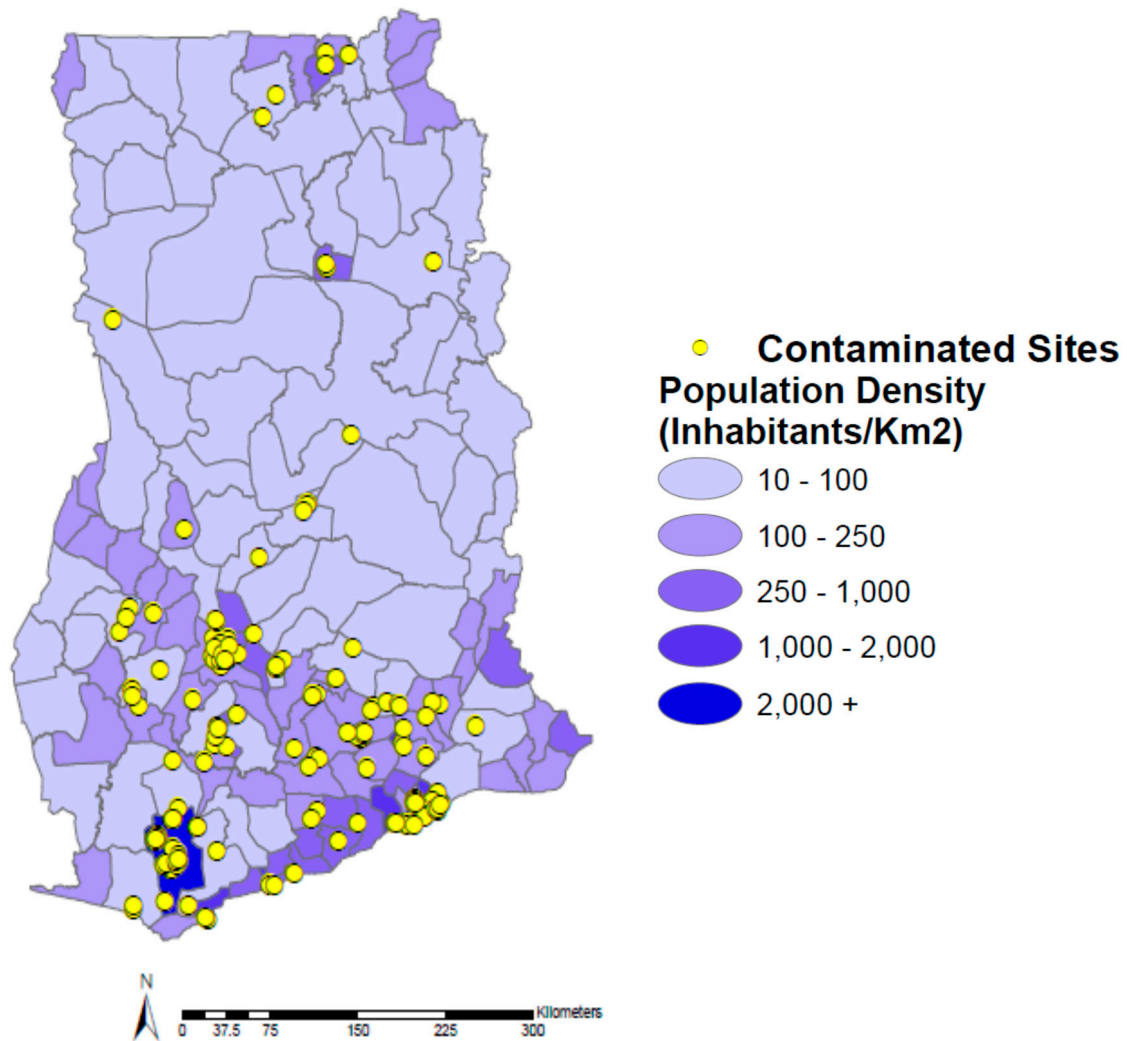 Contaminated Sites
Population Density
(Inhabitants/Km2)
10 - 100
100 - 250
250 - 1,000
1,000 - 2,000
2,000 +
N
Kilometers
0 37.5 75 150 225 300